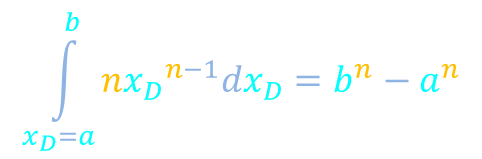 ∫_{x_D=a}^{b} nx_D^{n−1}dx_D = b^n − a^n